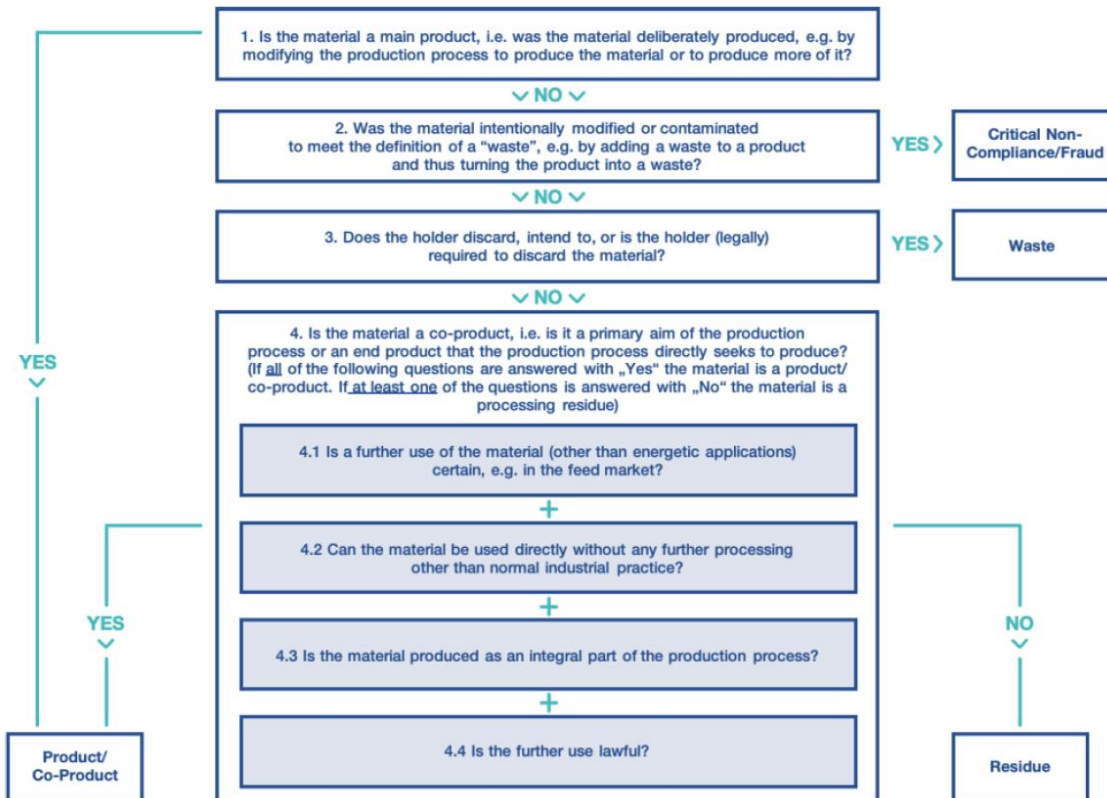 1. Is the material a main product, i.e. was the material deliberately produced, e.g. by
modifying the production process to produce the material or to produce more of it?
NO
2. Was the material intentionally modified or contaminated
to meet the definition of a “waste”, e.g. by adding a waste to a product
and thus turning the product into a waste?
YES
Critical Non-
Compliance/Fraud
NO
3. Does the holder discard, intend to, or is the holder (legally)
required to discard the material?
YES
Waste
NO
4. Is the material a co-product, i.e. is it a primary aim of the production
process or an end product that the production process directly seeks to produce?
(If all of the following questions are answered with „Yes“ the material is a product/
co-product. If at least one of the questions is answered with „No“ the material is a
processing residue)
YES
4.1 Is a further use of the material (other than energetic applications)
certain, e.g. in the feed market?
+
4.2 Can the material be used directly without any further processing
other than normal industrial practice?
+
YES
NO
4.3 Is the material produced as an integral part of the production process?
+
4.4 Is the further use lawful?
Product/
Co-Product
Residue